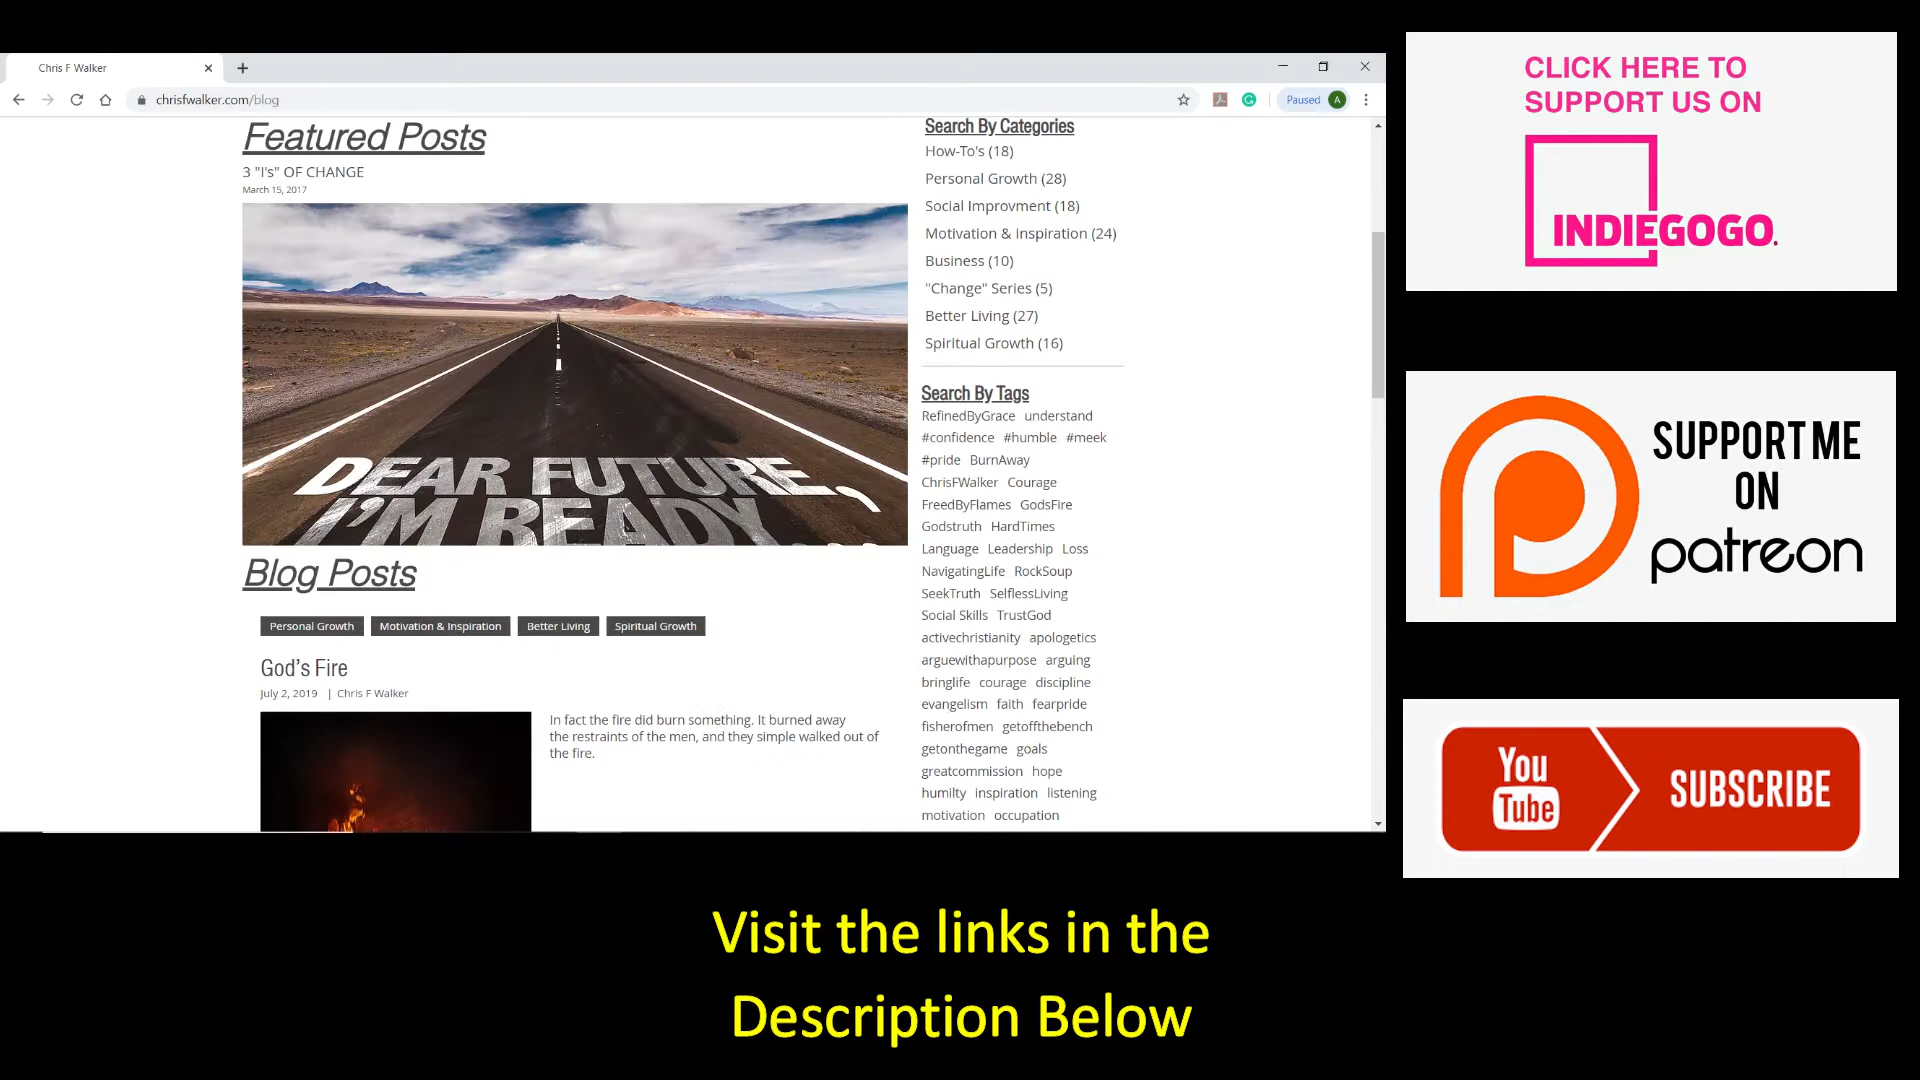 Chris F Walker
chrisfwalker.com/blog
Paused
A
Featured Posts
3 "I's" OF CHANGE
March 15, 2017
DEAR FUTURE,
I'M READY...
Blog Posts
Personal Growth
Motivation & Inspiration
Better Living
Spiritual Growth
God's Fire
July 2, 2019 | Chris F Walker
In fact the fire did burn something. It burned away
the restraints of the men, and they simple walked out of
the fire.
Search By Categories
How-To's (18)
Personal Growth (28)
Social Improvment (18)
Motivation & Inspiration (24)
Business (10)
"Change" Series (5)
Better Living (27)
Spiritual Growth (16)
Search By Tags
RefinedByGrace understand
#confidence #humble #meek
#pride BurnAway
ChrisFWalker Courage
FreedByFlames GodsFire
Godstruth HardTimes
Language Leadership Loss
NavigatingLife RockSoup
SeekTruth SelflessLiving
Social Skills TrustGod
activechristianity apologetics
arguewithapurpose arguing
bringlife courage discipline
evangelism faith fearpride
fisherofmen getoffthebench
getonthegame goals
greatcommission hope
humilty inspiration listening
motivation occupation
CLICK HERE TO
SUPPORT US ON
INDIEGOGO.
SUPPORT ME
ON
patreon
You
Tube
SUBSCRIBE
Visit the links in the
Description Below